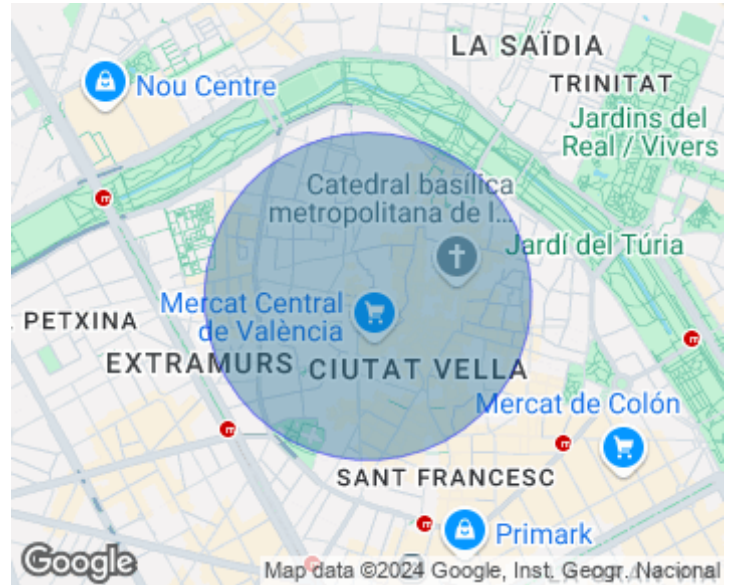 LA SAÏDIA
Nou Centre
TRINITAT
Jardins del
Real / Vivers
Catedral basílica
metropolitana de l...
Jardí del Túria
Mercat Central
de València
PETXINA
EXTRAMURS
CIUTAT VELLA
Mercat de Colón
SANT FRANCESC
Primark
Google
Map data ©2024 Google, Inst. Geogr. Nacional